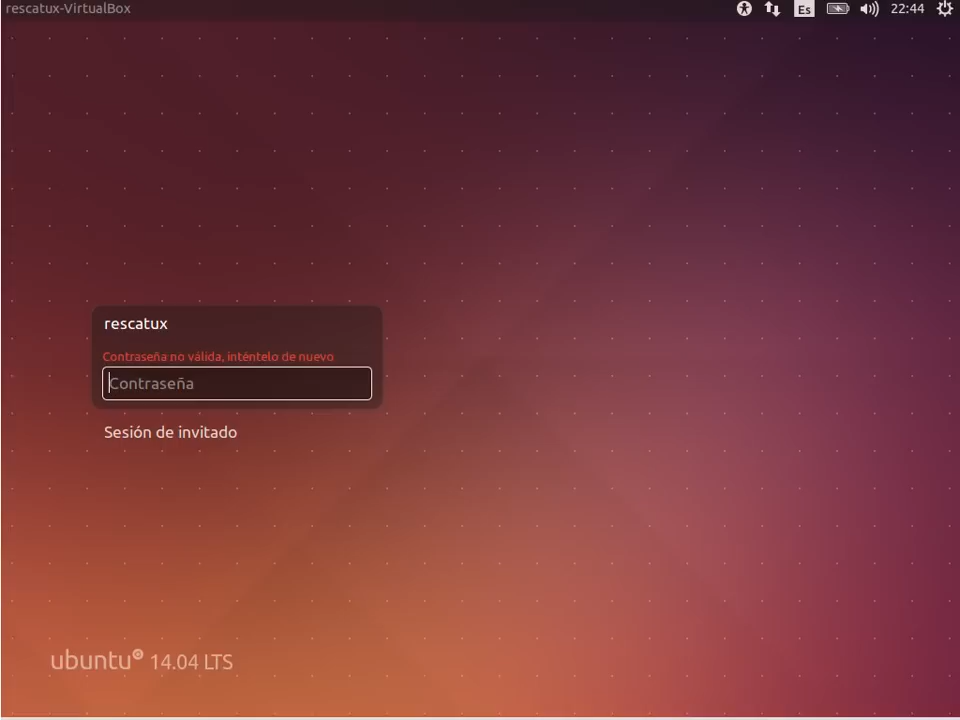 rescatux-VirtualBox
Es
22:44
rescatux
Contraseña no válida, inténtelo de nuevo
Contraseña
Sesión de invitado
ubuntu® 14.04 LTS